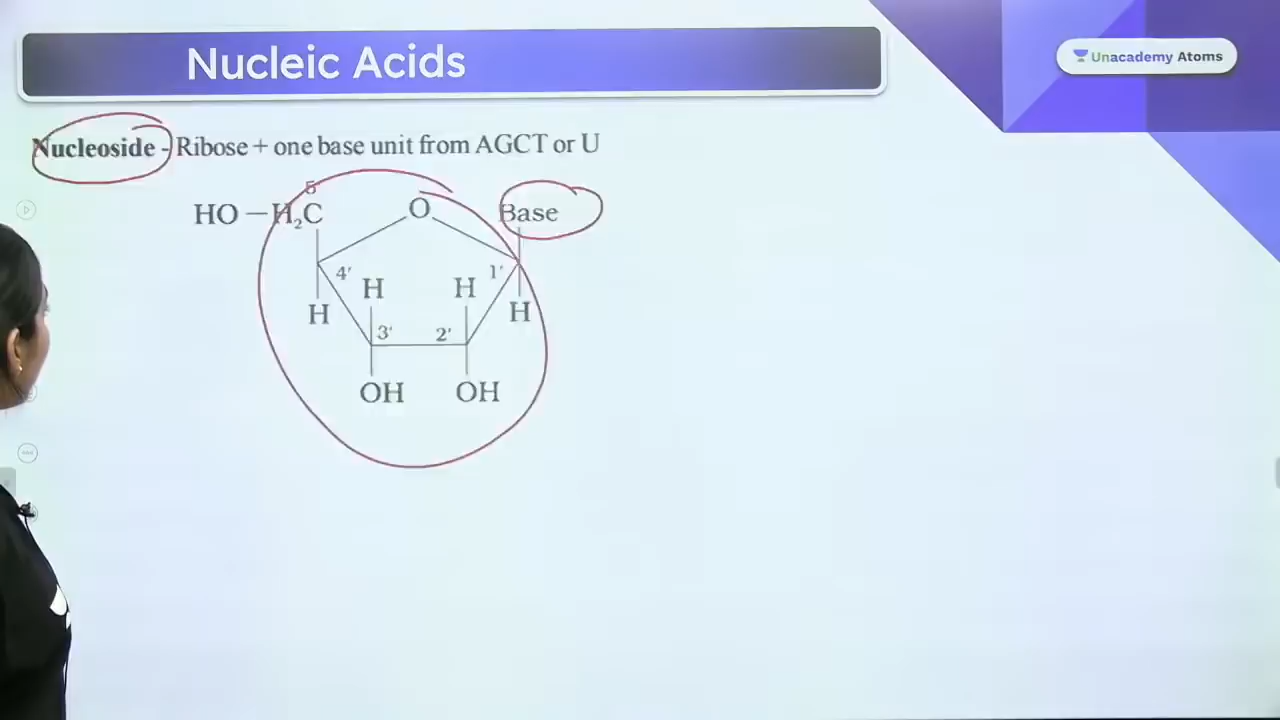 Nucleic Acids
Unacademy Atoms
Nucleoside - Ribose + one base unit from AGCT or U
5'
HO – H₂C O Base
4' 1'
H H
H H
3' 2'
OH OH